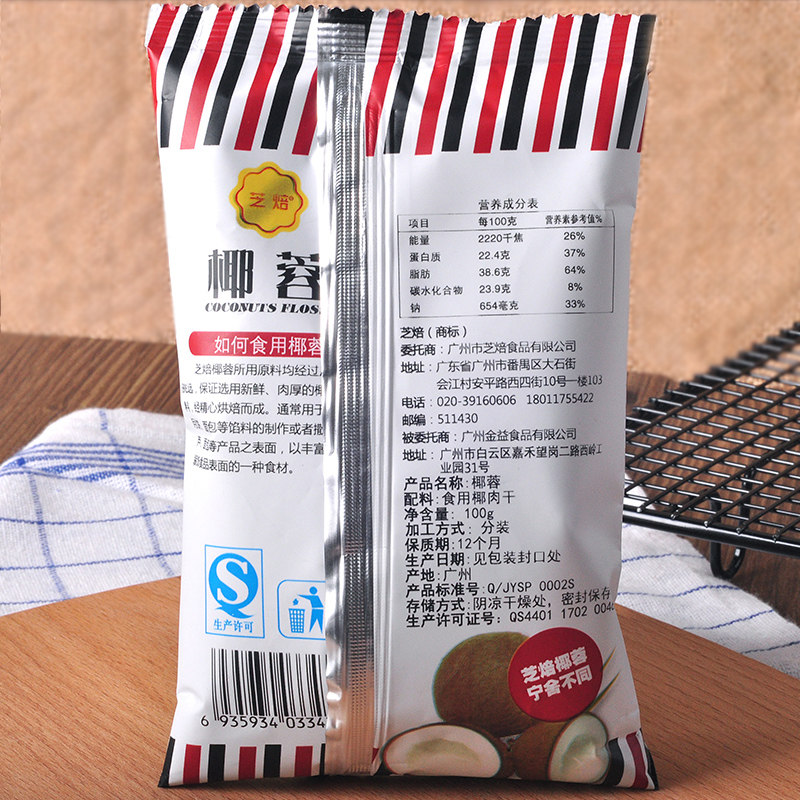 芝焙®
椰蓉
COCONUTS FLOS
如何食用椰蓉
芝焙椰蓉所用原料均经过
保证选用新鲜、肉厚的椰
精心烘焙而成。通常用于
包等馅料的制作或者撒
等产品之表面，以丰富
品表面的一种食材。
生产许可
6 935934 0334
营养成分表
项目 每100克 营养素参考值%
能量 2220千焦 26%
蛋白质 22.4克 37%
脂肪 38.6克 64%
碳水化合物 23.9克 8%
钠 654毫克 33%
芝焙（商标）
委托商：广州市芝焙食品有限公司
地址：广东省广州市番禺区大石街
会江村安平路西四街10号一楼103
电话：020-39160606 18011755422
邮编：511430
被委托商：广州金益食品有限公司
地址：广州市白云区嘉禾望岗二路西岭工
业园31号
产品名称：椰蓉
配料：食用椰肉干
净含量：100g
加工方式：分装
保质期：12个月
生产日期：见包装封口处
产地：广州
产品标准号：Q/JYSP 0002S
存储方式：阴凉干燥处，密封保存
生产许可证号：QS4401 1702 004
芝焙椰蓉
宁舍不同